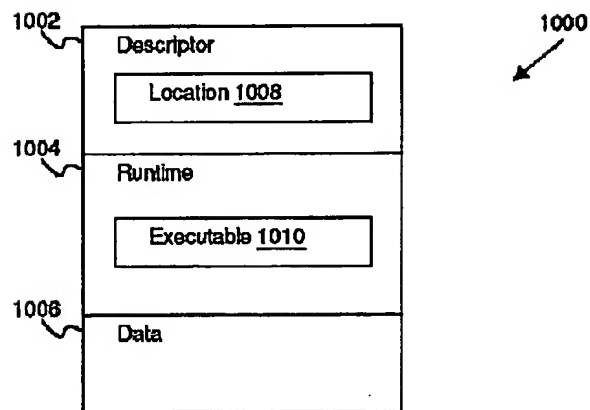 1002
1000
Descriptor
Location 1008
1004
Runtime
Executable 1010
1006
Data